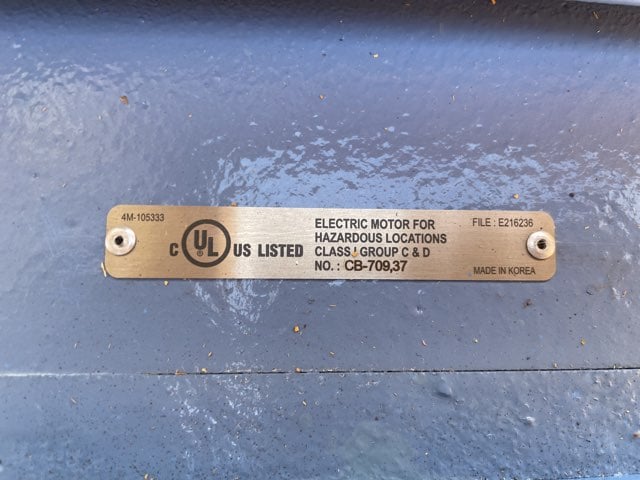 4M-105333
C UL® US LISTED
ELECTRIC MOTOR FOR
HAZARDOUS LOCATIONS
CLASS I GROUP C & D
NO. : CB-709,37
FILE : E216236
MADE IN KOREA